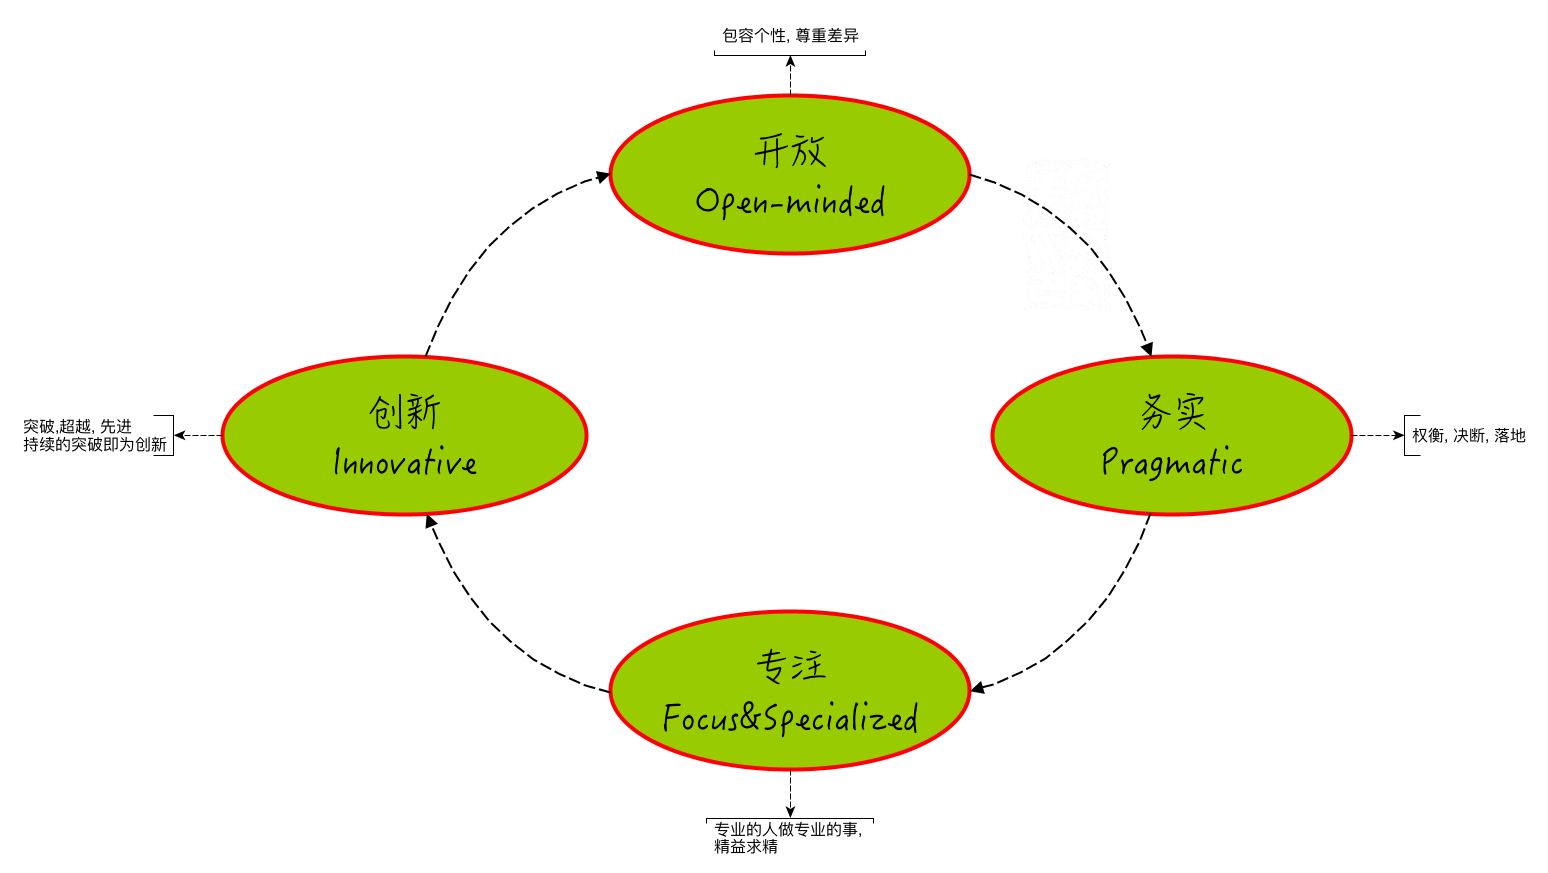 包容个性, 尊重差异
开放
Open-minded
创新
Innovative
突破,超越, 先进
持续的突破即为创新
务实
Pragmatic
权衡, 决断, 落地
专注
Focus&Specialized
专业的人做专业的事,
精益求精